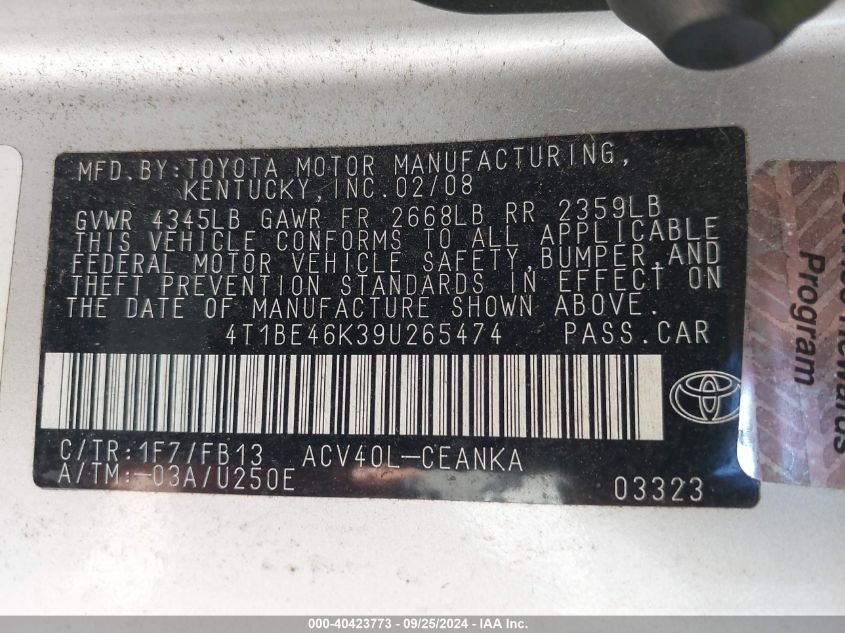 MFD.BY:TOYOTA MOTOR MANUFACTURING,
KENTUCKY,INC.02/08
GVWR 4345LB GAWR FR 2668LB RR 2359LB
THIS VEHICLE CONFORMS TO ALL APPLICABLE
FEDERAL MOTOR VEHICLE SAFETY,BUMPER,AND
THEFT PREVENTION STANDARDS IN EFFECT ON
THE DATE OF MANUFACTURE SHOWN ABOVE.
4T1BE46K39U265474 PASS.CAR
C/TR:1F7/FB13 ACV40L-CEANKA
A/TM:-03A/U250E
03323
Program
000-40423773 - 09/25/2024 - IAA Inc.